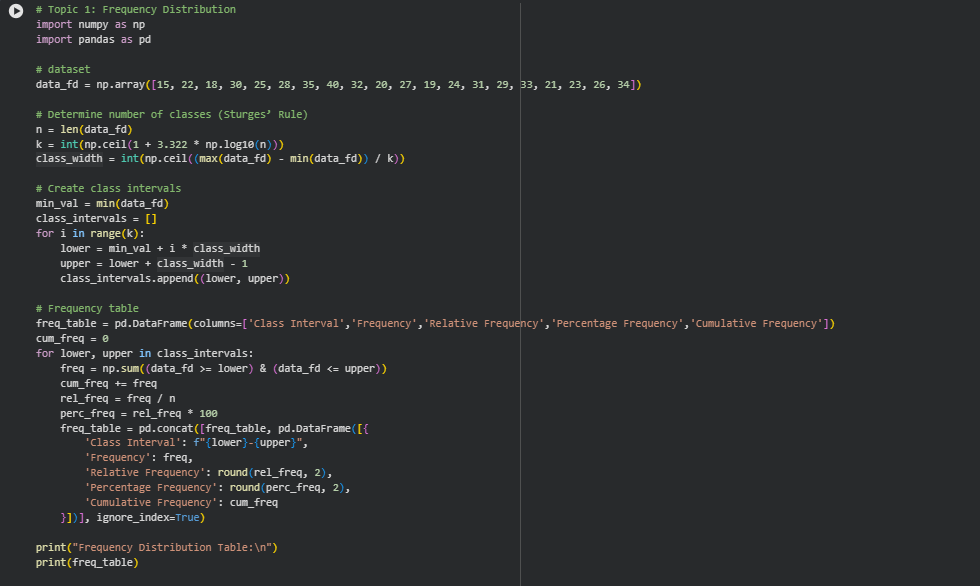 # Topic 1: Frequency Distribution
import numpy as np
import pandas as pd
# dataset
data_fd = np.array([15, 22, 18, 30, 25, 28, 35, 40, 32, 20, 27, 19, 24, 31, 29, 33, 21, 23, 26, 34])
# Determine number of classes (Sturges’ Rule)
n = len(data_fd)
k = int(np.ceil(1 + 3.322 * np.log10(n)))
class_width = int(np.ceil((max(data_fd) - min(data_fd)) / k))
# Create class intervals
min_val = min(data_fd)
class_intervals = []
for i in range(k):
    lower = min_val + i * class_width
    upper = lower + class_width - 1
    class_intervals.append((lower, upper))
# Frequency table
freq_table = pd.DataFrame(columns=['Class Interval','Frequency','Relative Frequency','Percentage Frequency','Cumulative Frequency'])
cum_freq = 0
for lower, upper in class_intervals:
    freq = np.sum((data_fd >= lower) & (data_fd <= upper))
    cum_freq += freq
    rel_freq = freq / n
    perc_freq = rel_freq * 100
    freq_table = pd.concat([freq_table, pd.DataFrame([{
        'Class Interval': f"{lower}-{upper}",
        'Frequency': freq,
        'Relative Frequency': round(rel_freq, 2),
        'Percentage Frequency': round(perc_freq, 2),
        'Cumulative Frequency': cum_freq
    }])], ignore_index=True)
print("Frequency Distribution Table:\n")
print(freq_table)